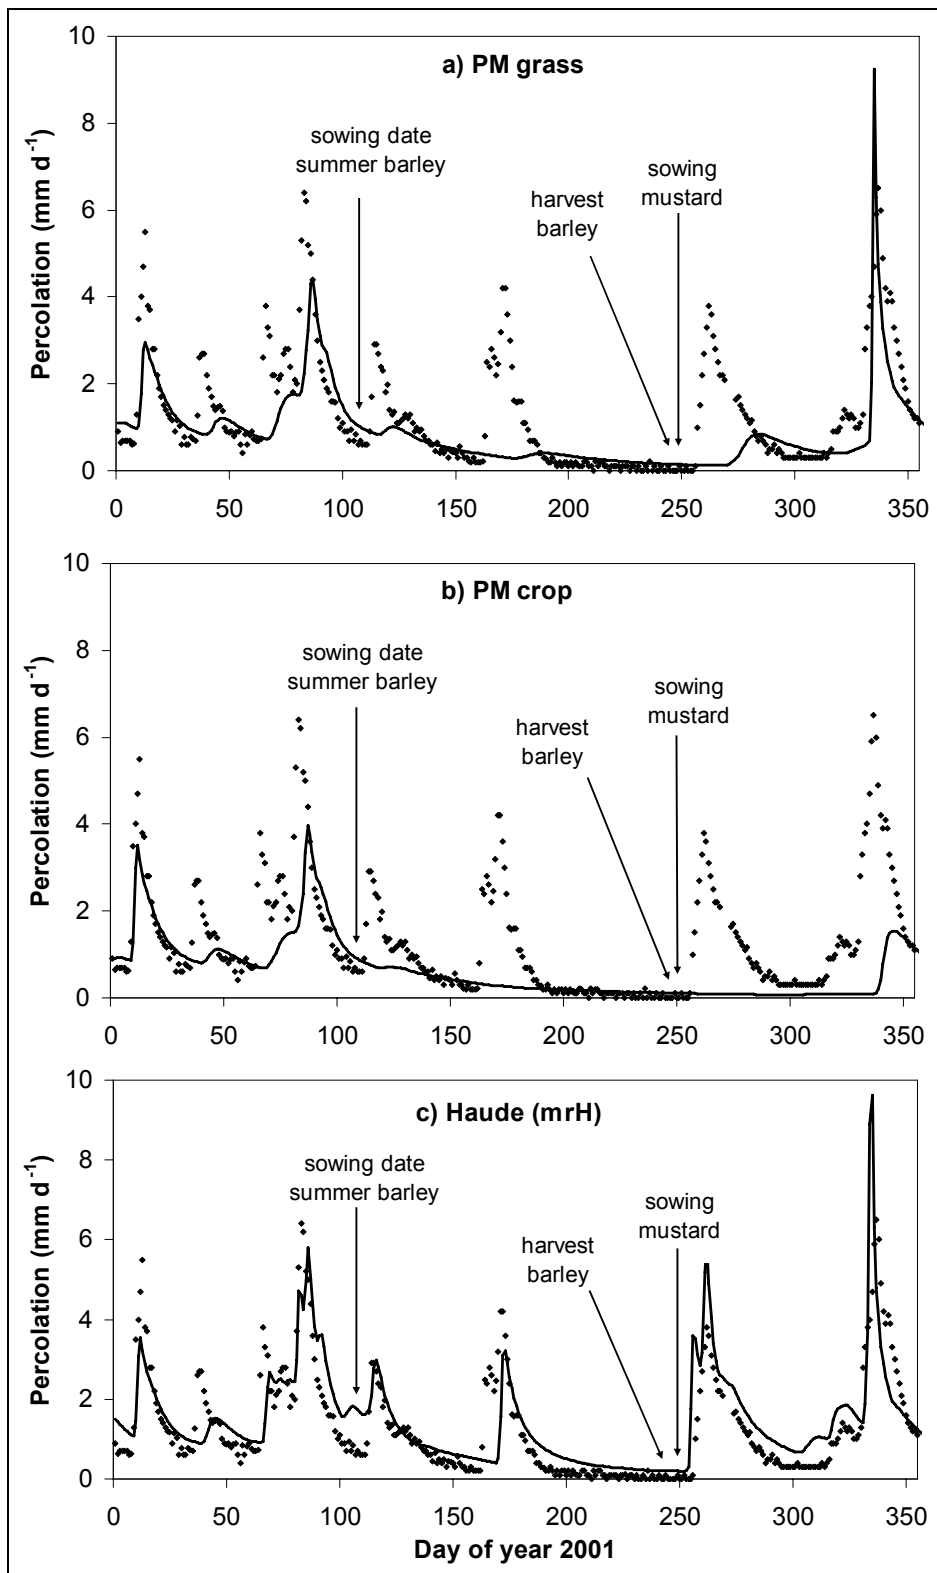 a) PM grass
10
8
6
4
2
0
Percolation (mm d⁻¹)
sowing date
summer barley
harvest
barley
sowing
mustard
0 50 100 150 200 250 300 350
b) PM crop
10
8
6
4
2
0
Percolation (mm d⁻¹)
sowing date
summer barley
harvest
barley
sowing
mustard
0 50 100 150 200 250 300 350
c) Haude (mrH)
10
8
6
4
2
0
Percolation (mm d⁻¹)
sowing date
summer barley
harvest
barley
sowing
mustard
0 50 100 150 200 250 300 350
Day of year 2001